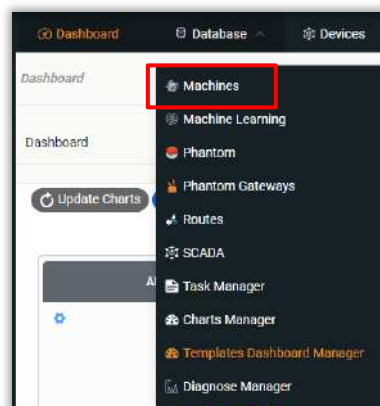 Dashboard Database Devices
Dashboard
Machines
Machine Learning
Dashboard
Phantom
Phantom Gateways
Update Charts
Routes
SCADA
Task Manager
Charts Manager
Templates Dashboard Manager
Diagnose Manager